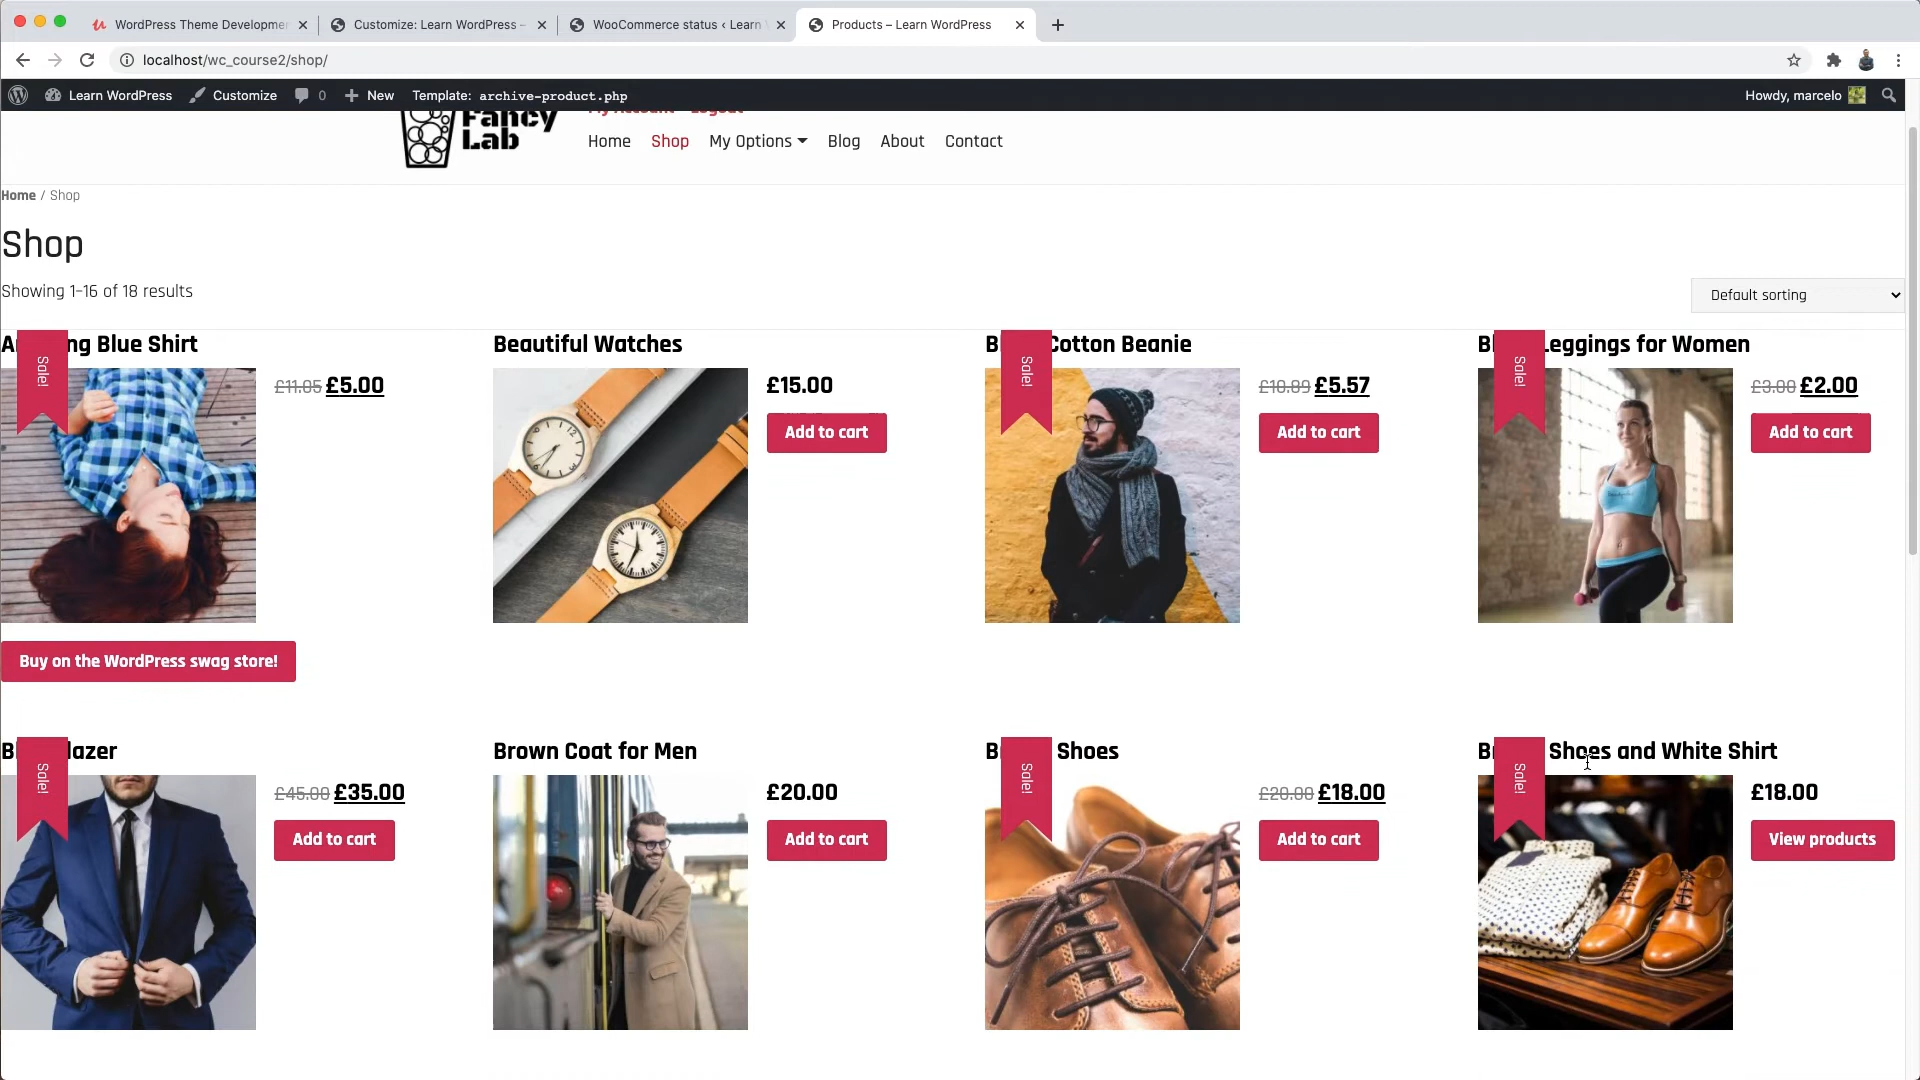 WordPress Theme Developme
Customize: Learn WordPress -
WooCommerce status ‹ Learn
Products – Learn WordPress
localhost/wc_course2/shop/
Learn WordPress
Customize
0
New
Template: archive-product.php
Howdy, marcelo
Fancy
Lab
My Account Logout
Home
Shop
My Options
Blog
About
Contact
Home / Shop
Shop
Showing 1–16 of 18 results
Default sorting
ng Blue Shirt
Sale!
£11.05 £5.00
Buy on the WordPress swag store!
Beautiful Watches
£15.00
Add to cart
Cotton Beanie
Sale!
£10.89 £5.57
Add to cart
Leggings for Women
Sale!
£3.00 £2.00
Add to cart
lazer
Sale!
£45.00 £35.00
Add to cart
Brown Coat for Men
£20.00
Add to cart
Shoes
Sale!
£20.00 £18.00
Add to cart
Shoes and White Shirt
Sale!
£18.00
View products